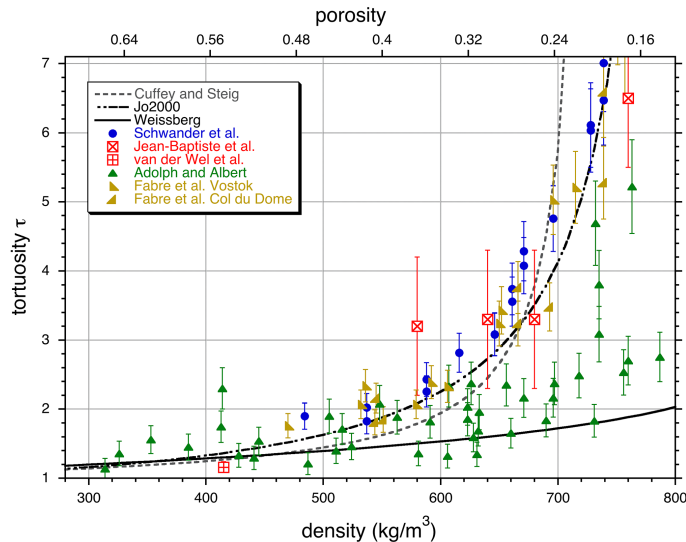 porosity
0.64 0.56 0.48 0.4 0.32 0.24 0.16
7
6
5
4
3
2
1
tortuosity τ
Cuffey and Steig
Jo2000
Weissberg
Schwander et al.
Jean-Baptiste et al.
van der Wel et al.
Adolph and Albert
Fabre et al. Vostok
Fabre et al. Col du Dome
300 400 500 600 700 800
density (kg/m³)